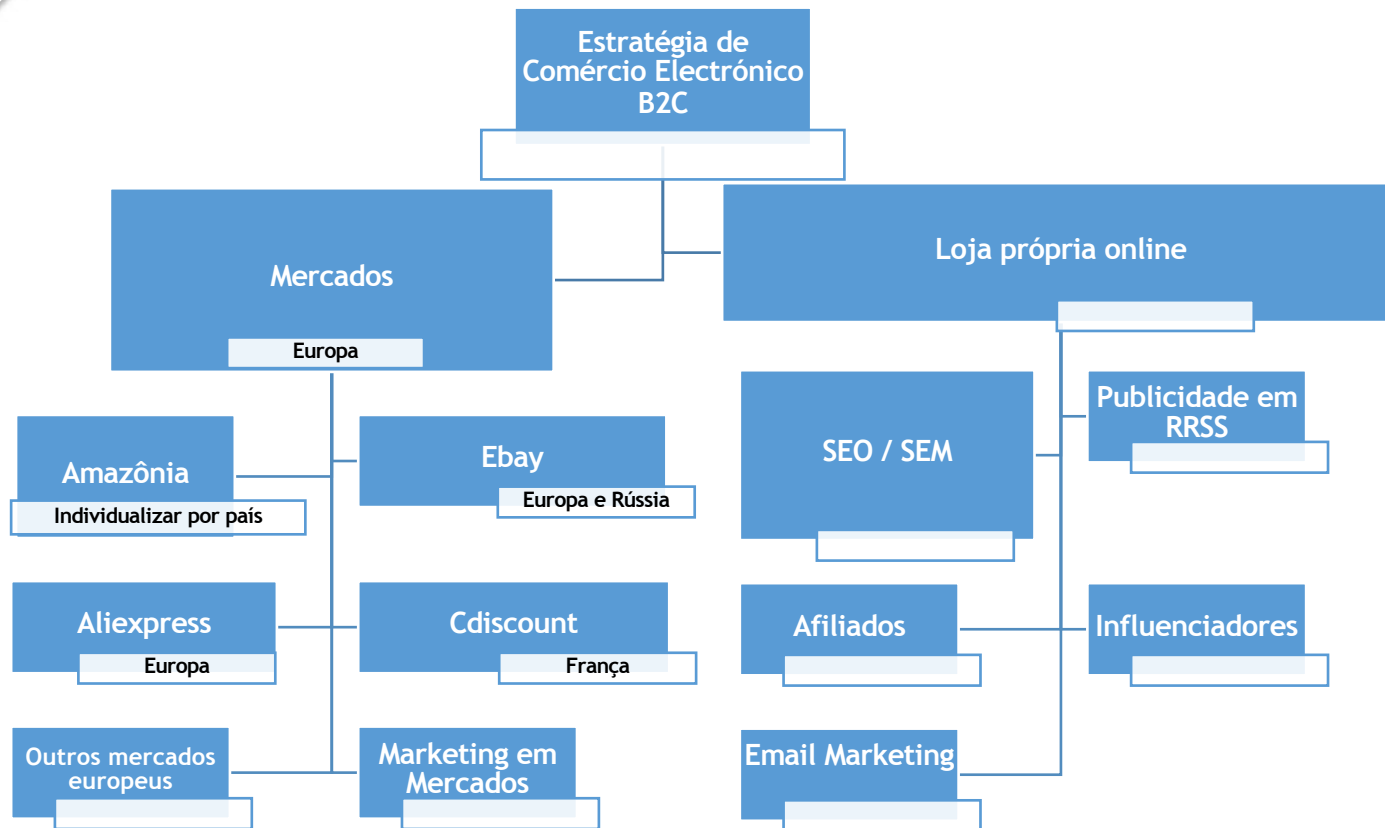 Estratégia de
Comércio Electrónico
B2C
Mercados
Europa
Loja própria online
Amazônia
Individualizar por país
Ebay
Europa e Rússia
Aliexpress
Europa
Cdiscount
França
Outros mercados
europeus
Marketing em
Mercados
SEO / SEM
Publicidade em
RRSS
Afiliados
Influenciadores
Email Marketing